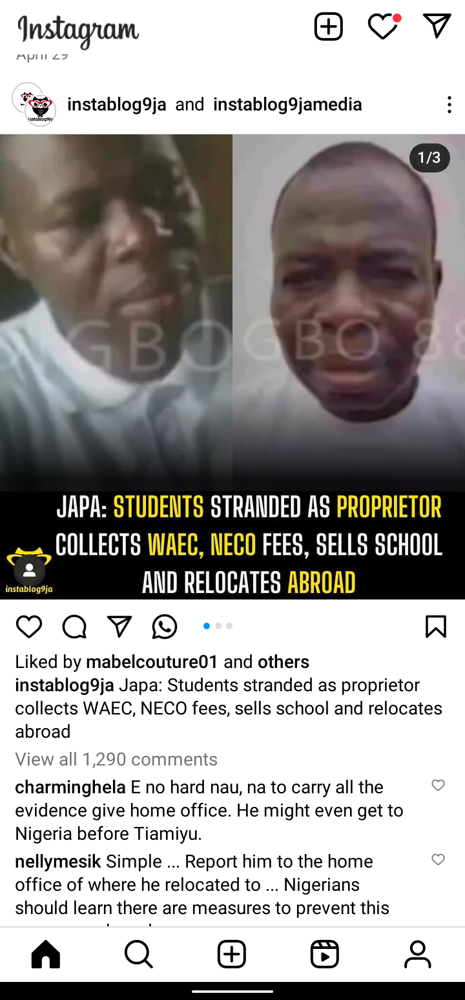 Instagram
April 29
instablog9ja and instablog9jamedia
1/3
GBO GBO 88
JAPA: STUDENTS STRANDED AS PROPRIETOR
COLLECTS WAEC, NECO FEES, SELLS SCHOOL
AND RELOCATES ABROAD
instablog9ja
Liked by mabelcouture01 and others
instablog9ja Japa: Students stranded as proprietor
collects WAEC, NECO fees, sells school and relocates
abroad
View all 1,290 comments
charminghela E no hard nau, na to carry all the
evidence give home office. He might even get to
Nigeria before Tiamiyu.
nellymesik Simple ... Report him to the home
office of where he relocated to ... Nigerians
should learn there are measures to prevent this